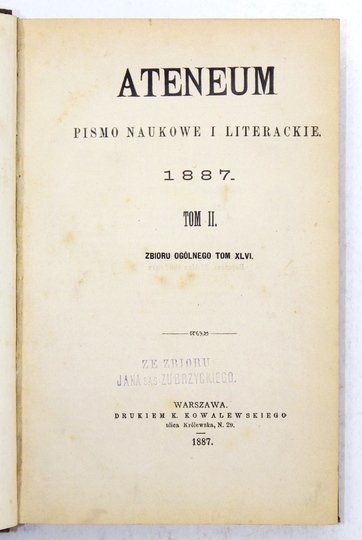 ATENEUM
PISMO NAUKOWE I LITERACKIE.
1887.
TOM II.
ZBIORU OGÓLNEGO TOM XLVI.
ZE ZBIORU
JANA SAS ZUBRZYCKIEGO.
WARSZAWA.
DRUKIEM K. KOWALEWSKIEGO
ulica Królewska, N. 29.
1887.